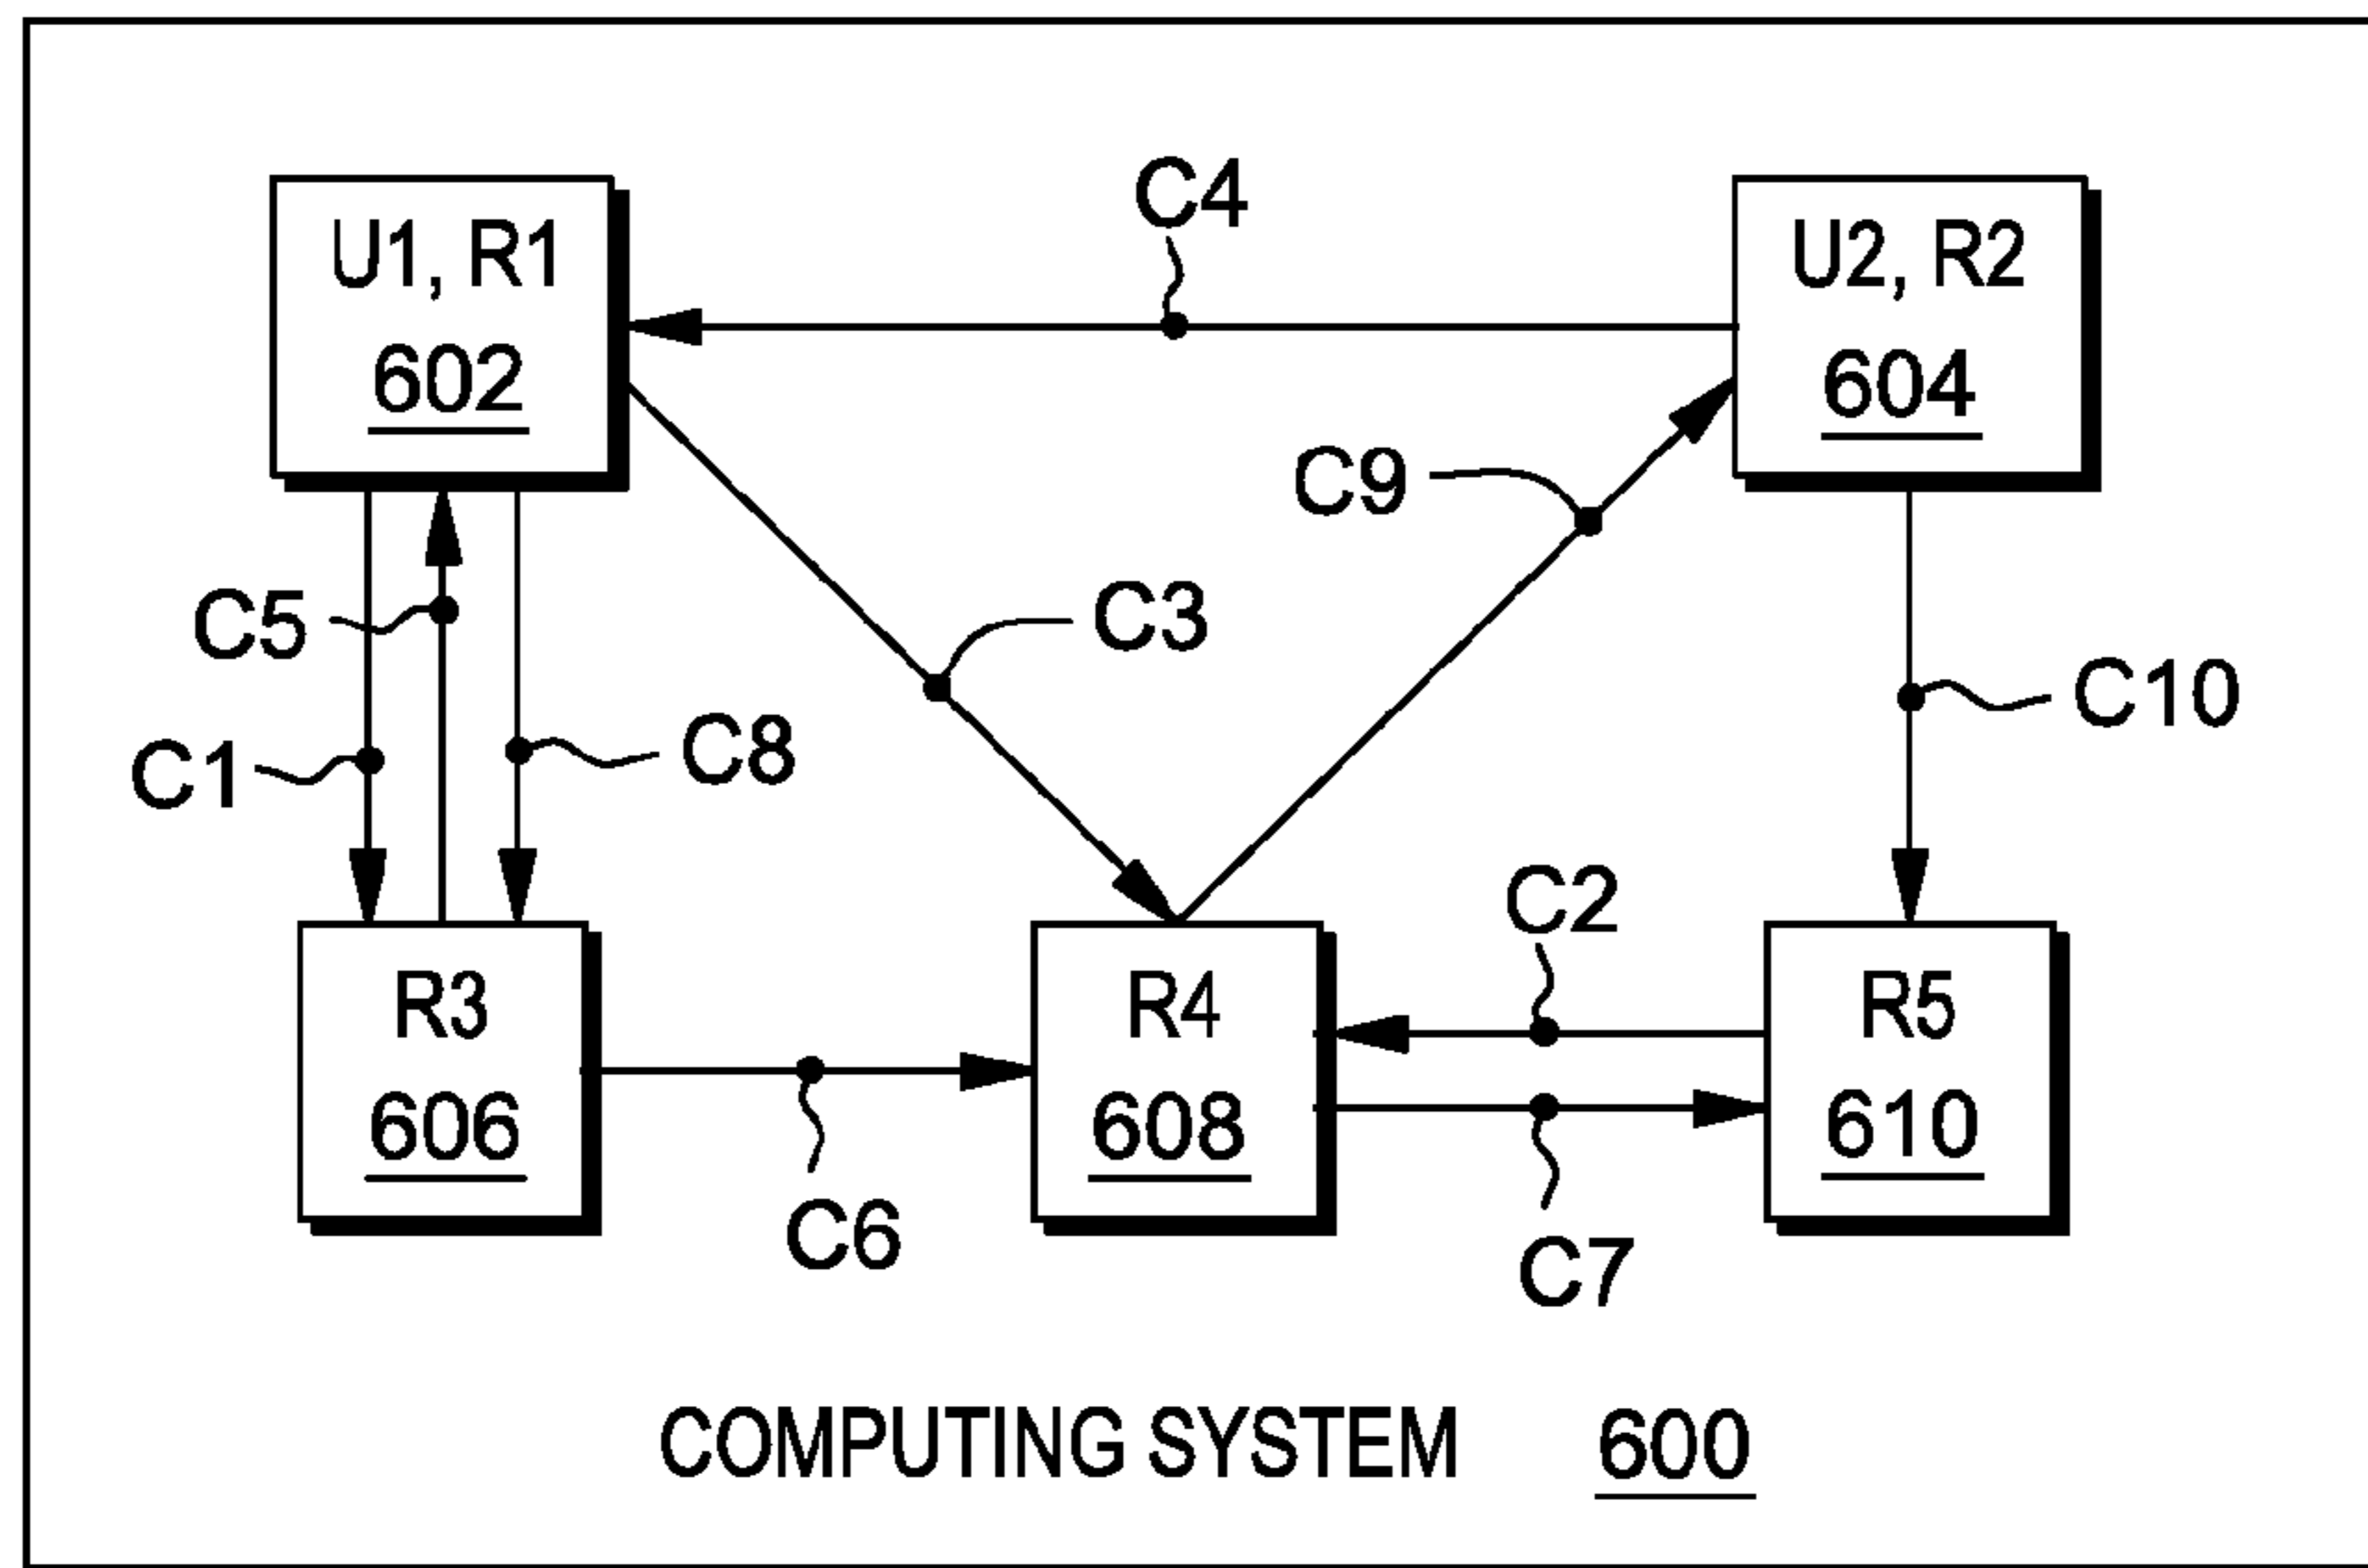 C4
U1, R1
602
U2, R2
604
C9
C3
C5
C10
C1
C8
C2
R3
606
R4
608
R5
610
C6
C7
COMPUTING SYSTEM 600